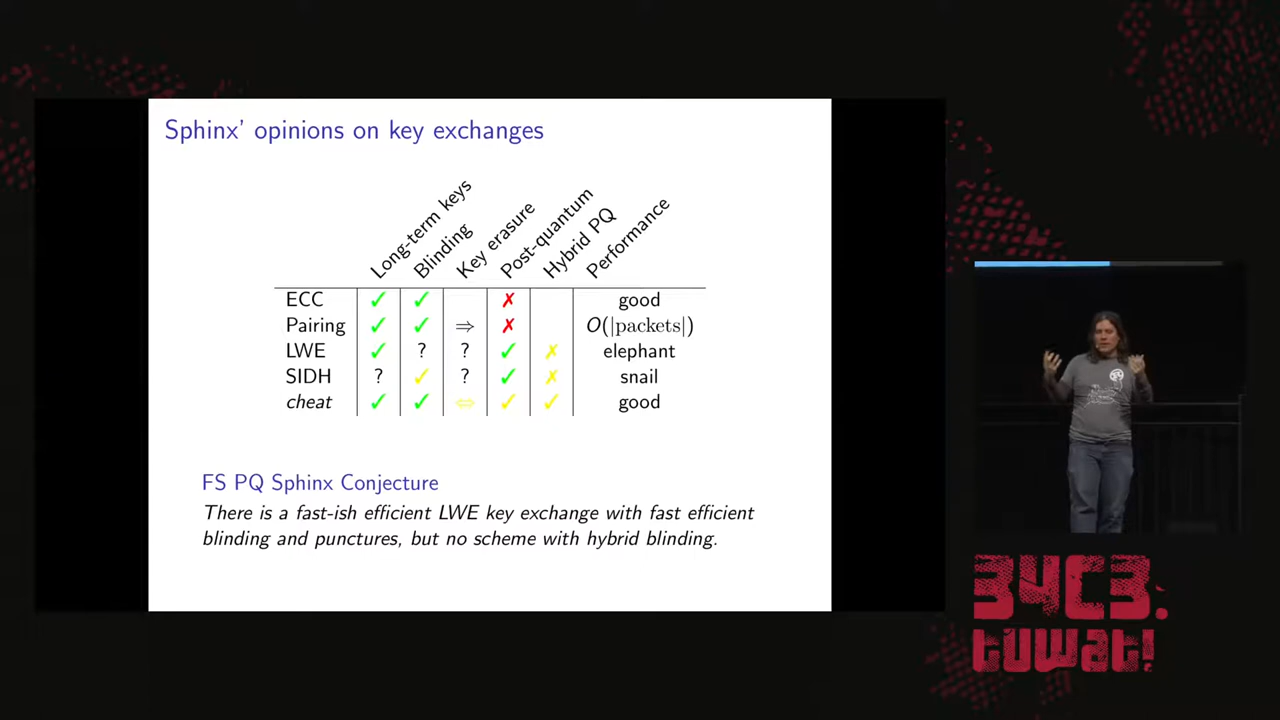 Sphinx' opinions on key exchanges
Long-term keys
Blinding
Key erasure
Post-quantum
Hybrid PQ
Performance
ECC ✓ ✓ ✗ good
Pairing ✓ ✓ ⇒ ✗ O(|packets|)
LWE ✓ ? ? ✓ ✗ elephant
SIDH ? ✓ ? ✓ ✗ snail
cheat ✓ ✓ ⇔ ✓ ✓ good
FS PQ Sphinx Conjecture
There is a fast-ish efficient LWE key exchange with fast efficient
blinding and punctures, but no scheme with hybrid blinding.
34C3.
tuwat!